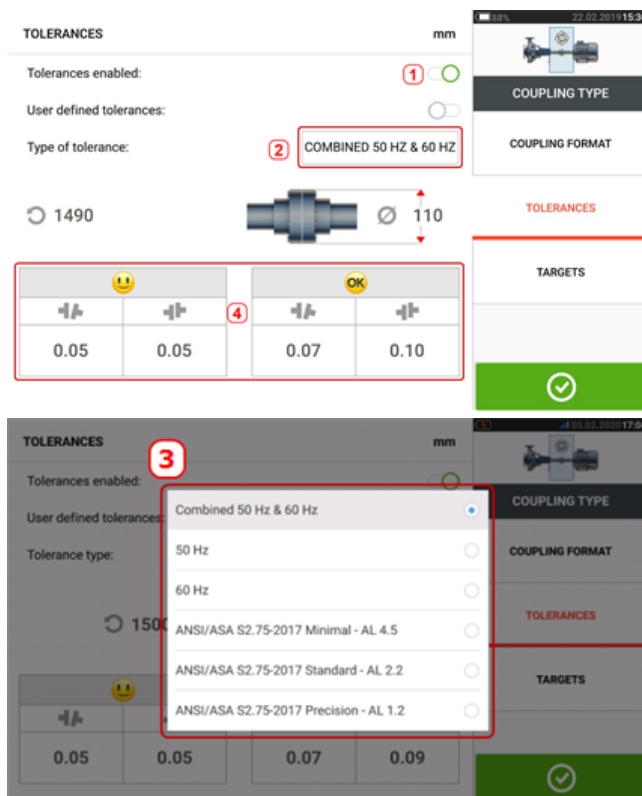 88% 22.02.2019 15:3
TOLERANCES mm
Tolerances enabled: 1
COUPLING TYPE
User defined tolerances:
Type of tolerance: 2 COMBINED 50 HZ & 60 HZ
COUPLING FORMAT
1490 110
TOLERANCES
OK
TARGETS
4
0.05 0.05 0.07 0.10
03.02.2020 17:0
TOLERANCES mm
3
Tolerances enabled:
COUPLING TYPE
Combined 50 Hz & 60 Hz
User defined tolerances:
50 Hz
Tolerance type:
COUPLING FORMAT
60 Hz
1500
TOLERANCES
ANSI/ASA S2.75-2017 Minimal - AL 4.5
ANSI/ASA S2.75-2017 Standard - AL 2.2
TARGETS
ANSI/ASA S2.75-2017 Precision - AL 1.2
0.05 0.05 0.07 0.09